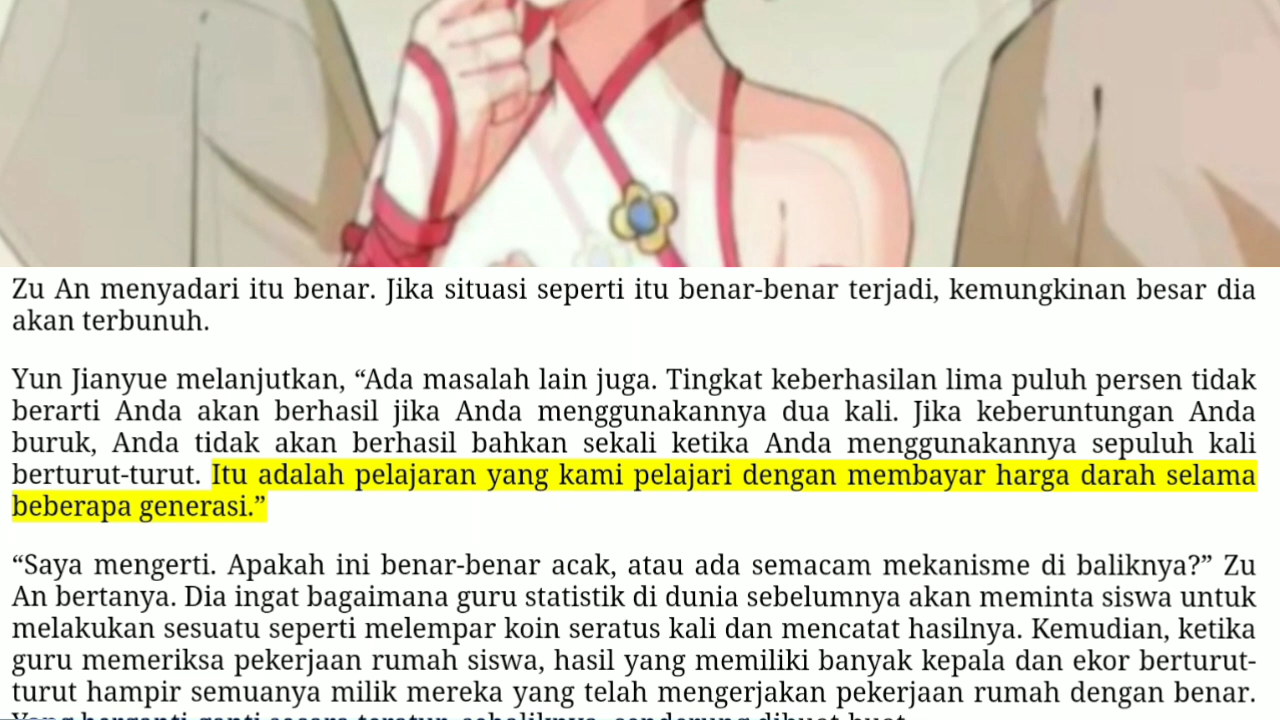 Zu An menyadari itu benar. Jika situasi seperti itu benar-benar terjadi, kemungkinan besar dia
akan terbunuh.
Yun Jianyue melanjutkan, “Ada masalah lain juga. Tingkat keberhasilan lima puluh persen tidak
berarti Anda akan berhasil jika Anda menggunakannya dua kali. Jika keberuntungan Anda
buruk, Anda tidak akan berhasil bahkan sekali ketika Anda menggunakannya sepuluh kali
berturut-turut. Itu adalah pelajaran yang kami pelajari dengan membayar harga darah selama
beberapa generasi.”
“Saya mengerti. Apakah ini benar-benar acak, atau ada semacam mekanisme di baliknya?” Zu
An bertanya. Dia ingat bagaimana guru statistik di dunia sebelumnya akan meminta siswa untuk
melakukan sesuatu seperti melempar koin seratus kali dan mencatat hasilnya. Kemudian, ketika
guru memeriksa pekerjaan rumah siswa, hasil yang memiliki banyak kepala dan ekor berturut-
turut hampir semuanya milik mereka yang telah mengerjakan pekerjaan rumah dengan benar.